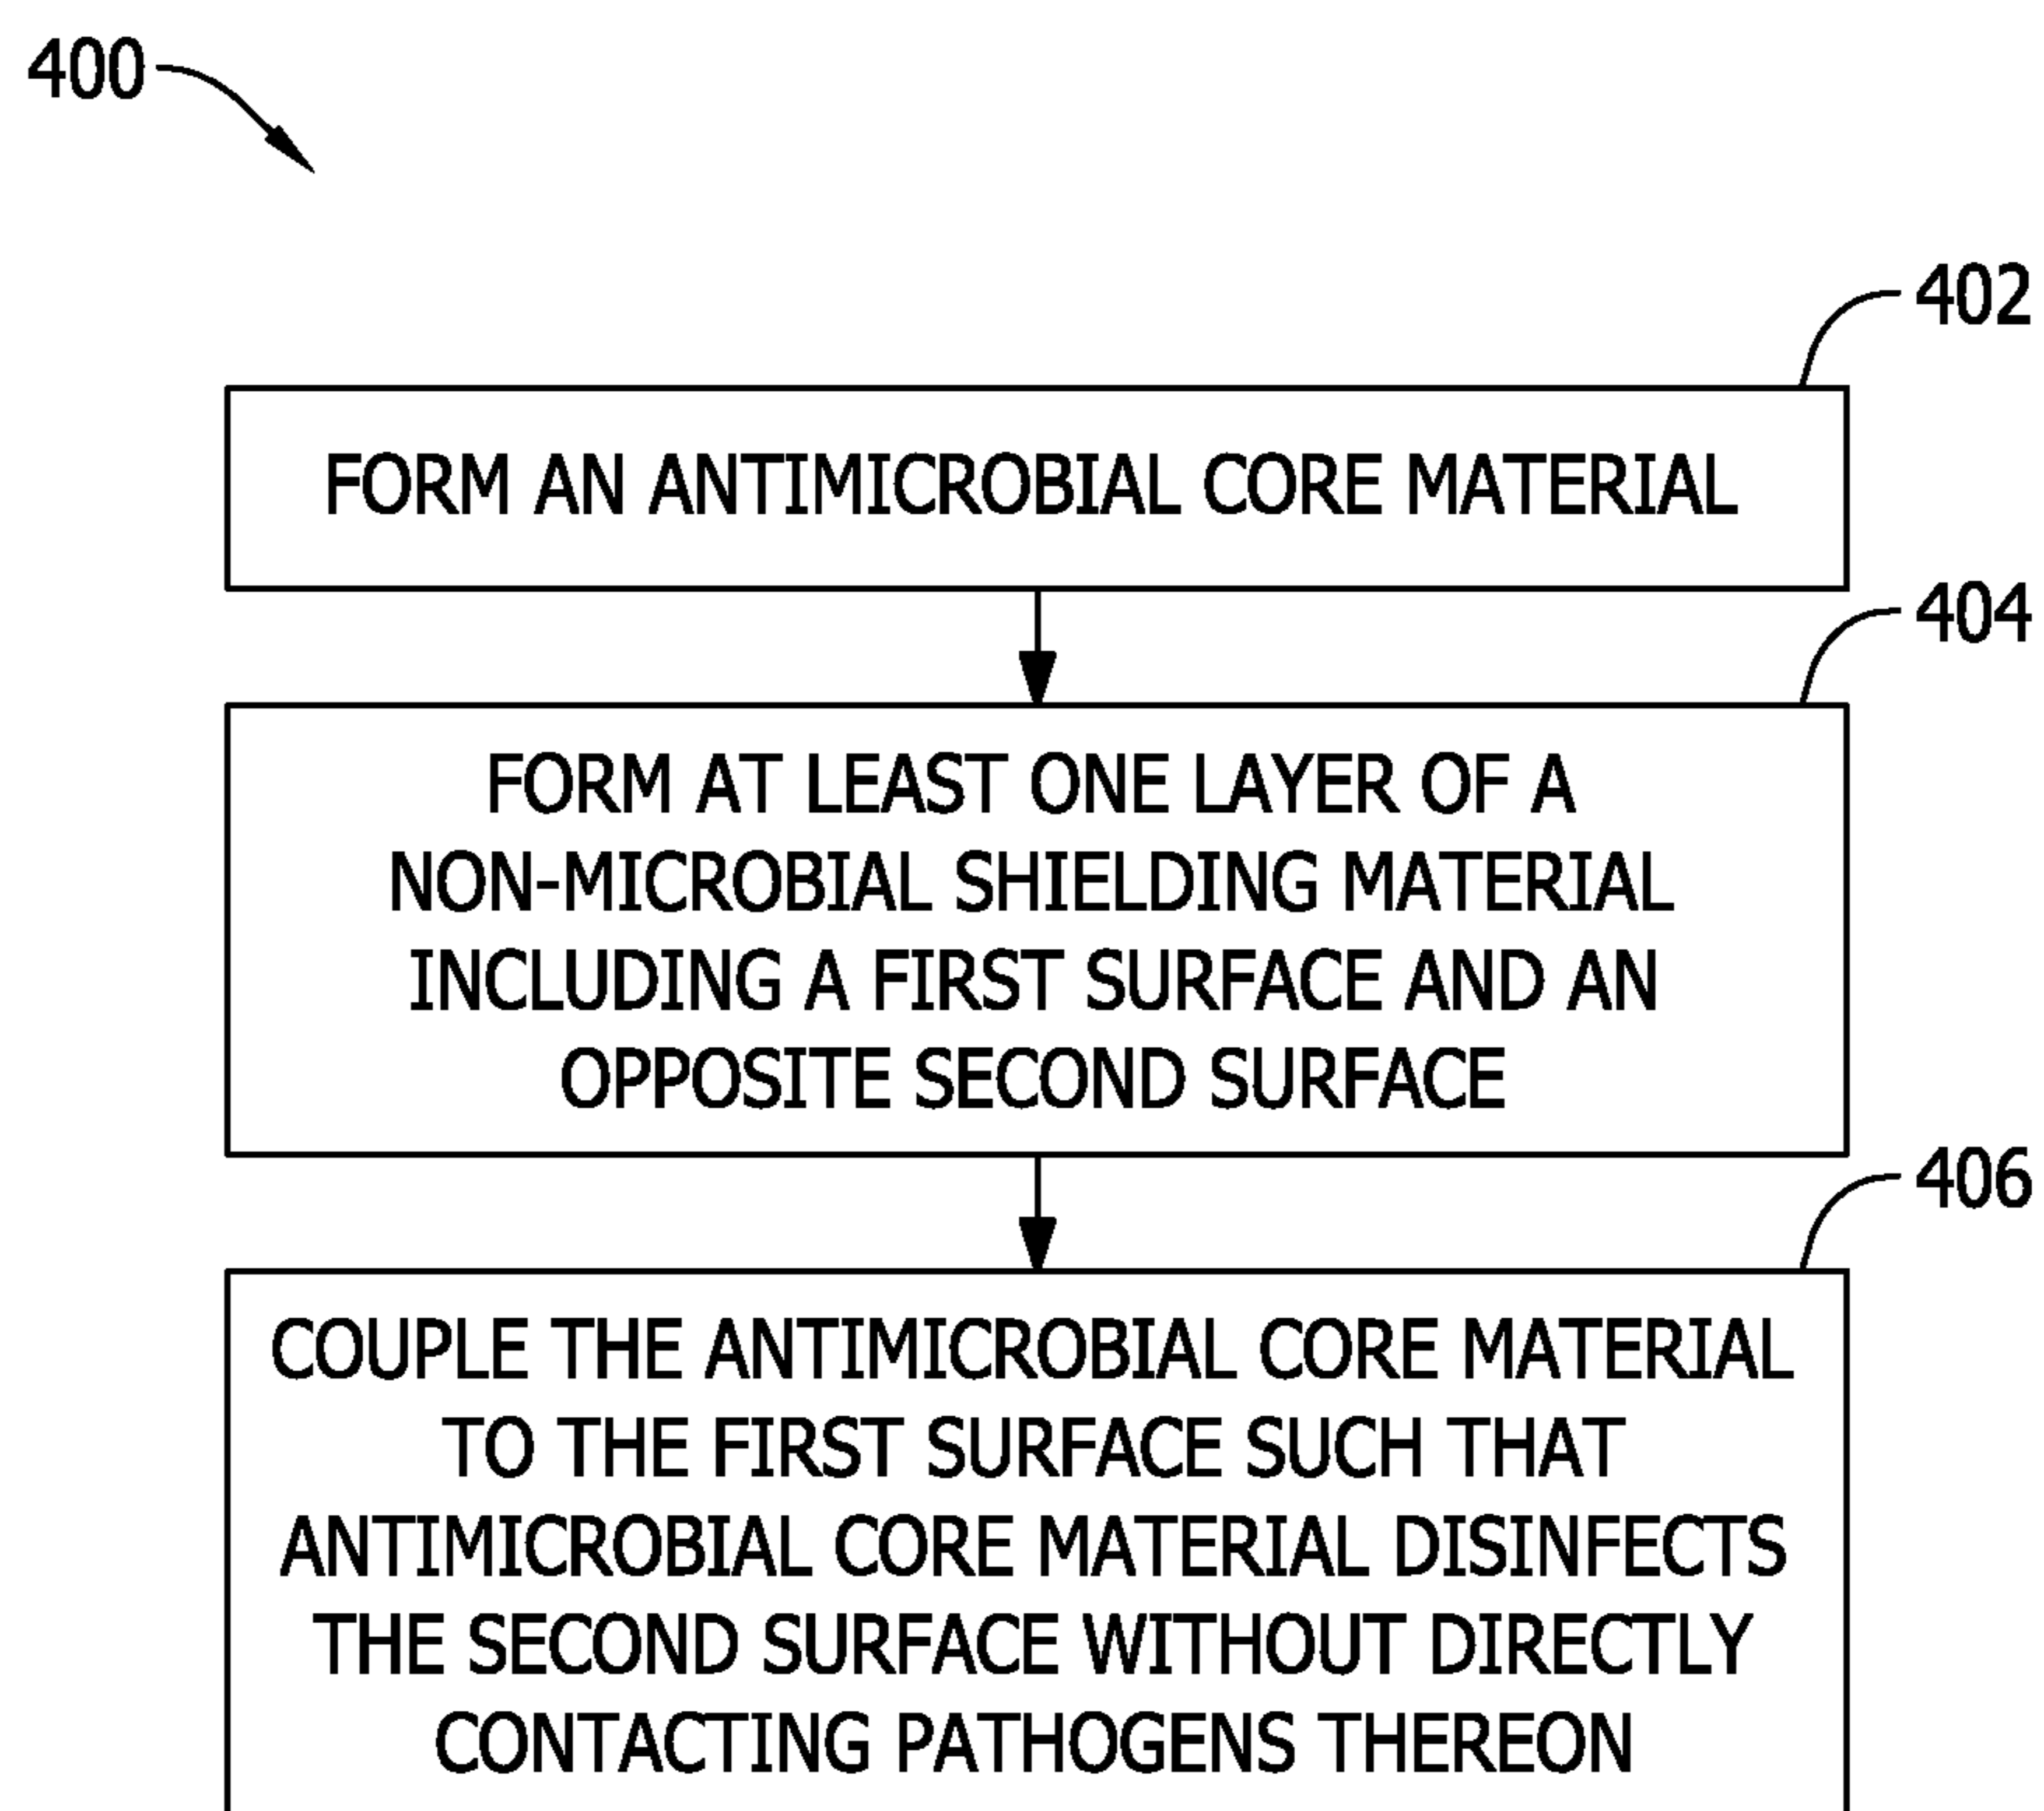 400
402
FORM AN ANTIMICROBIAL CORE MATERIAL
404
FORM AT LEAST ONE LAYER OF A
NON-MICROBIAL SHIELDING MATERIAL
INCLUDING A FIRST SURFACE AND AN
OPPOSITE SECOND SURFACE
406
COUPLE THE ANTIMICROBIAL CORE MATERIAL
TO THE FIRST SURFACE SUCH THAT
ANTIMICROBIAL CORE MATERIAL DISINFECTS
THE SECOND SURFACE WITHOUT DIRECTLY
CONTACTING PATHOGENS THEREON